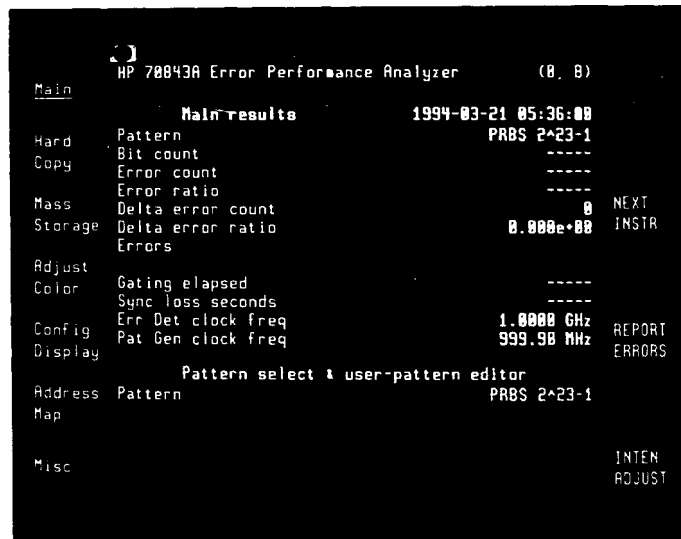 HP 70843A Error Performance Analyzer (0, 8)
Main
Main results 1994-03-21 05:36:00
Hard
Copy
Pattern PRBS 2^23-1
Bit count -----
Error count -----
Error ratio -----
Mass
Storage
Delta error count 0
Delta error ratio 0.000e+00
Errors
NEXT
INSTR
Adjust
Color
Gating elapsed -----
Sync loss seconds -----
Config
Display
Err Det clock freq 1.0000 GHz
Pat Gen clock freq 999.98 MHz
REPORT
ERRORS
Pattern select & user-pattern editor
Address
Map
Pattern PRBS 2^23-1
Misc
INTEN
ADJUST